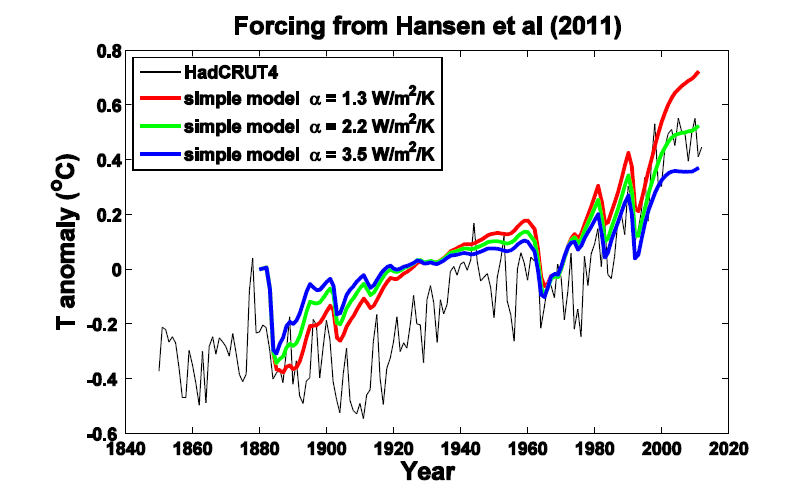 Forcing from Hansen et al (2011)
HadCRUT4
simple model α = 1.3 W/m²/K
simple model α = 2.2 W/m²/K
simple model α = 3.5 W/m²/K
T anomaly (°C)
0.8
0.6
0.4
0.2
0
-0.2
-0.4
-0.6
1840 1860 1880 1900 1920 1940 1960 1980 2000 2020
Year